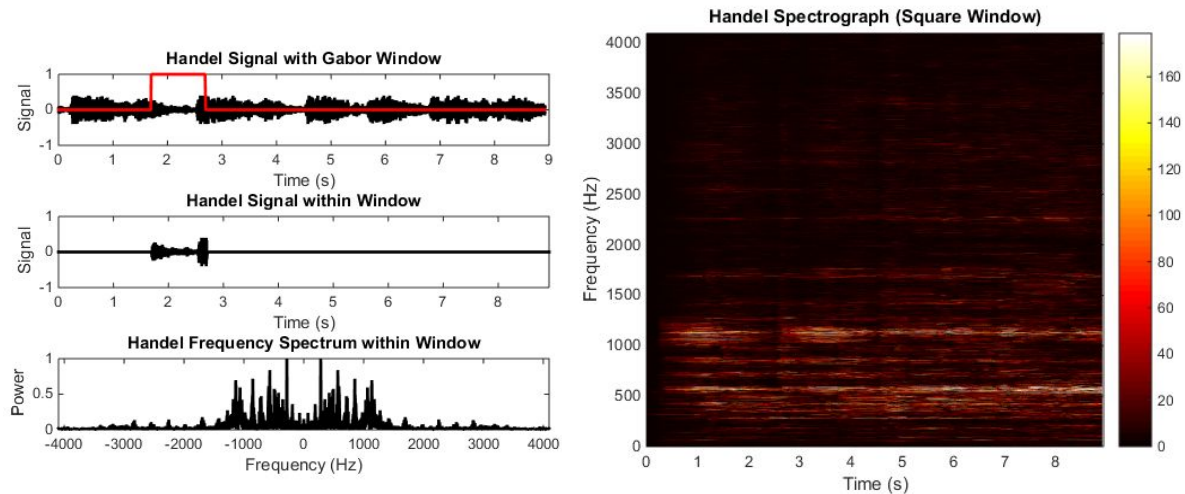 Handel Signal with Gabor Window
1
0
-1
Signal
0 1 2 3 4 5 6 7 8 9
Time (s)
Handel Signal within Window
1
0
-1
Signal
0 1 2 3 4 5 6 7 8
Time (s)
Handel Frequency Spectrum within Window
1
0.5
0
Power
-4000 -3000 -2000 -1000 0 1000 2000 3000 4000
Frequency (Hz)
Handel Spectrograph (Square Window)
4000
3500
3000
2500
2000
1500
1000
500
0
Frequency (Hz)
0 1 2 3 4 5 6 7 8
Time (s)
160
140
120
100
80
60
40
20
0